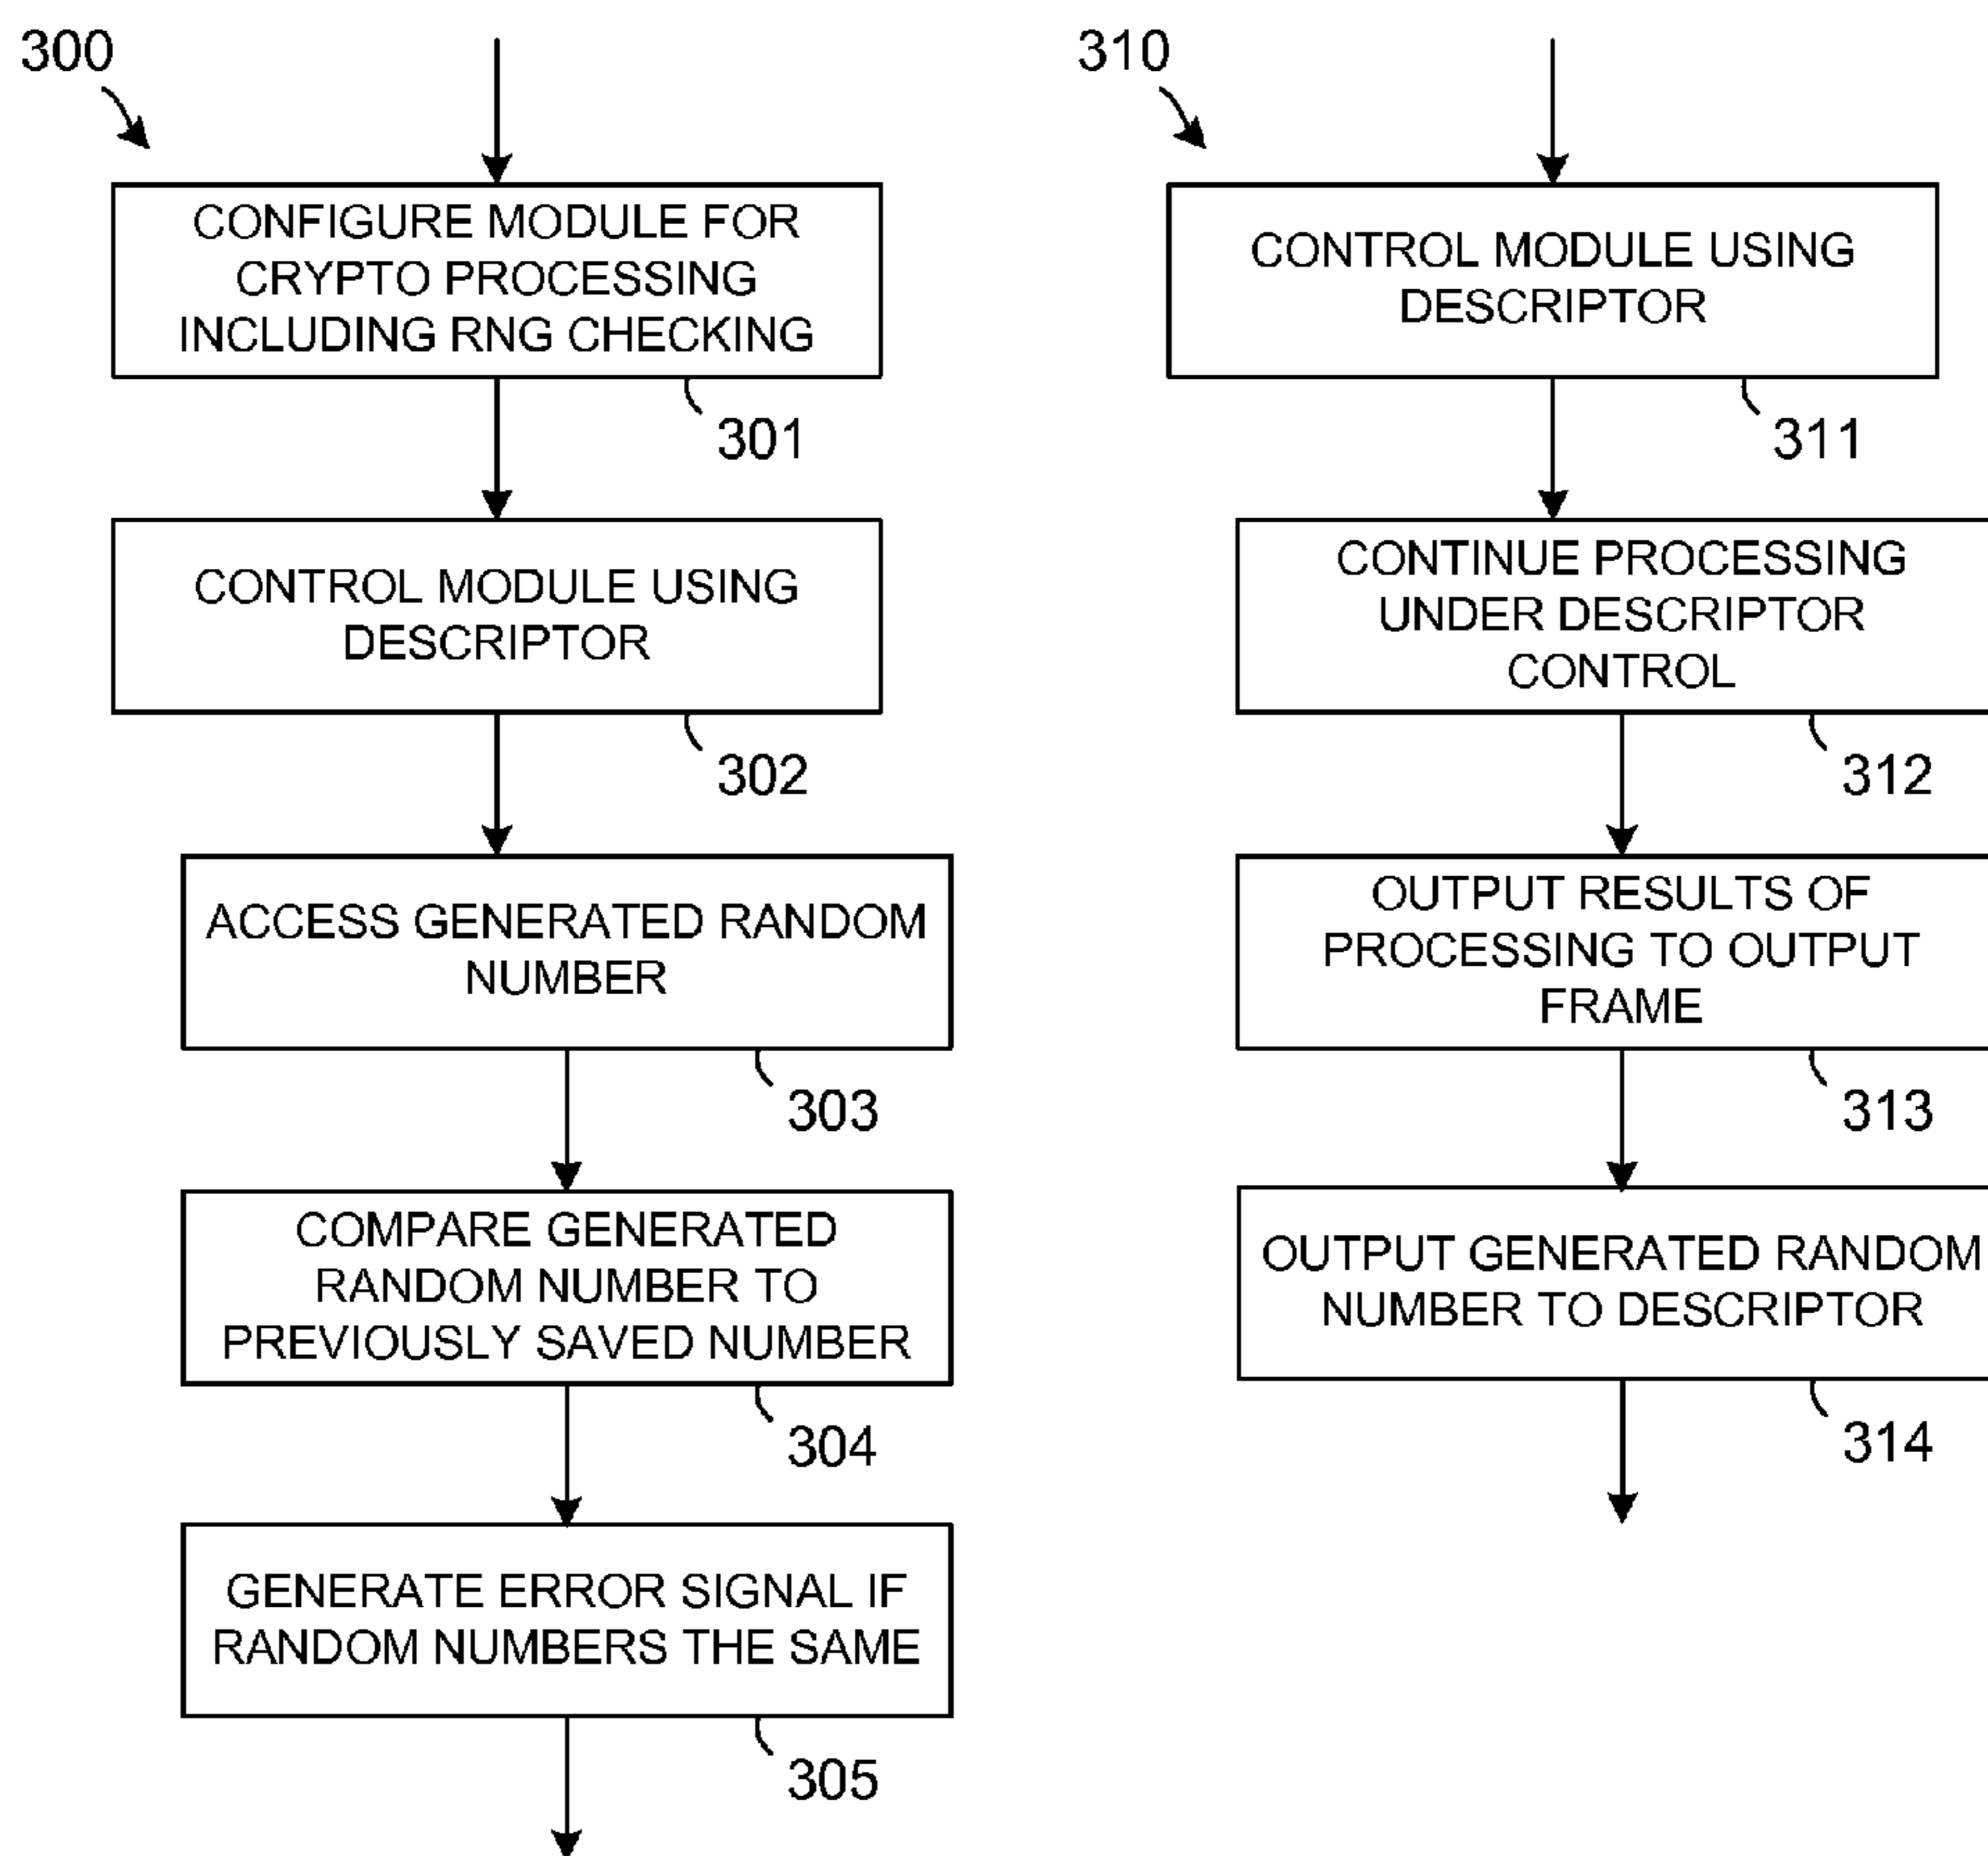 300
CONFIGURE MODULE FOR
CRYPTO PROCESSING
INCLUDING RNG CHECKING
301
CONTROL MODULE USING
DESCRIPTOR
302
ACCESS GENERATED RANDOM
NUMBER
303
COMPARE GENERATED
RANDOM NUMBER TO
PREVIOUSLY SAVED NUMBER
304
GENERATE ERROR SIGNAL IF
RANDOM NUMBERS THE SAME
305
310
CONTROL MODULE USING
DESCRIPTOR
311
CONTINUE PROCESSING
UNDER DESCRIPTOR
CONTROL
312
OUTPUT RESULTS OF
PROCESSING TO OUTPUT
FRAME
313
OUTPUT GENERATED RANDOM
NUMBER TO DESCRIPTOR
314